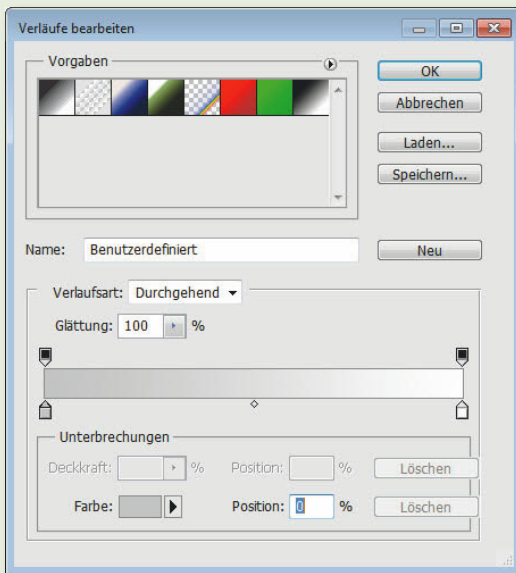 Verläufe bearbeiten
Vorgaben
OK
Abbrechen
Laden...
Speichern...
Name: Benutzerdefiniert
Neu
Verlaufsart: Durchgehend
Glättung: 100 %
Unterbrechungen
Deckkraft: % Position: % Löschen
Farbe: Position: 0 % Löschen